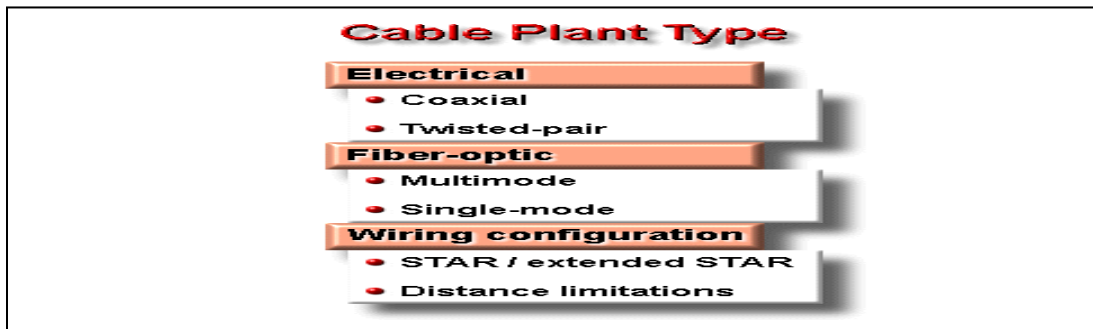 Cable Plant Type
Electrical
Coaxial
Twisted-pair
Fiber-optic
Multimode
Single-mode
Wiring configuration
STAR / extended STAR
Distance limitations